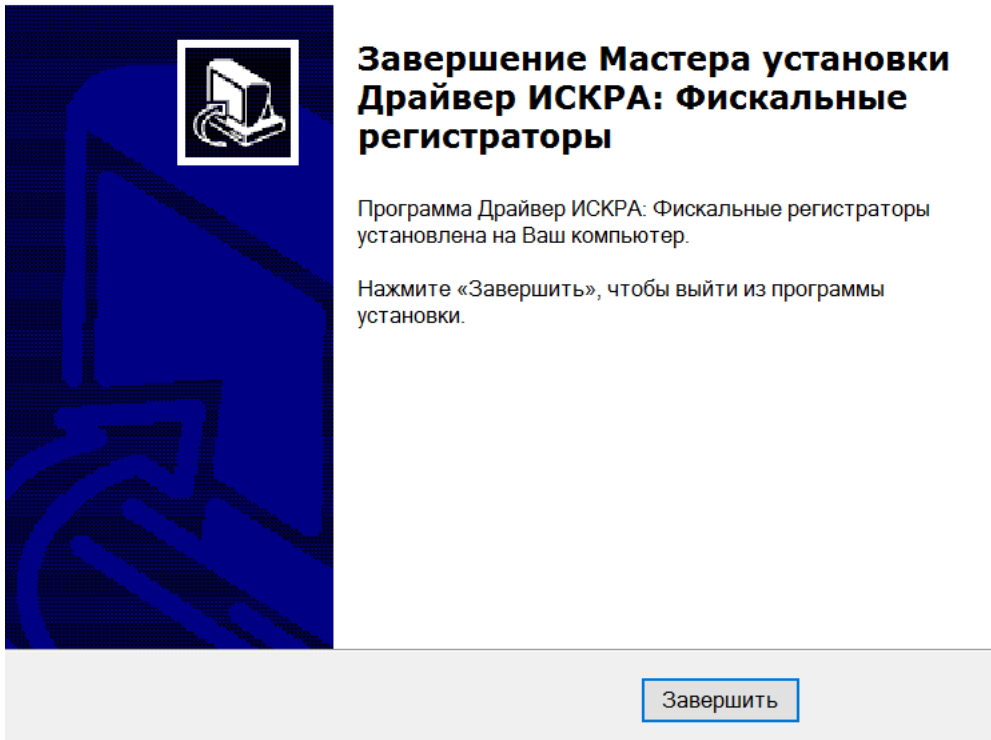 Завершение Мастера установки
Драйвер ИСКРА: Фискальные
регистраторы
Программа Драйвер ИСКРА: Фискальные регистраторы
установлена на Ваш компьютер.
Нажмите «Завершить», чтобы выйти из программы
установки.
Завершить